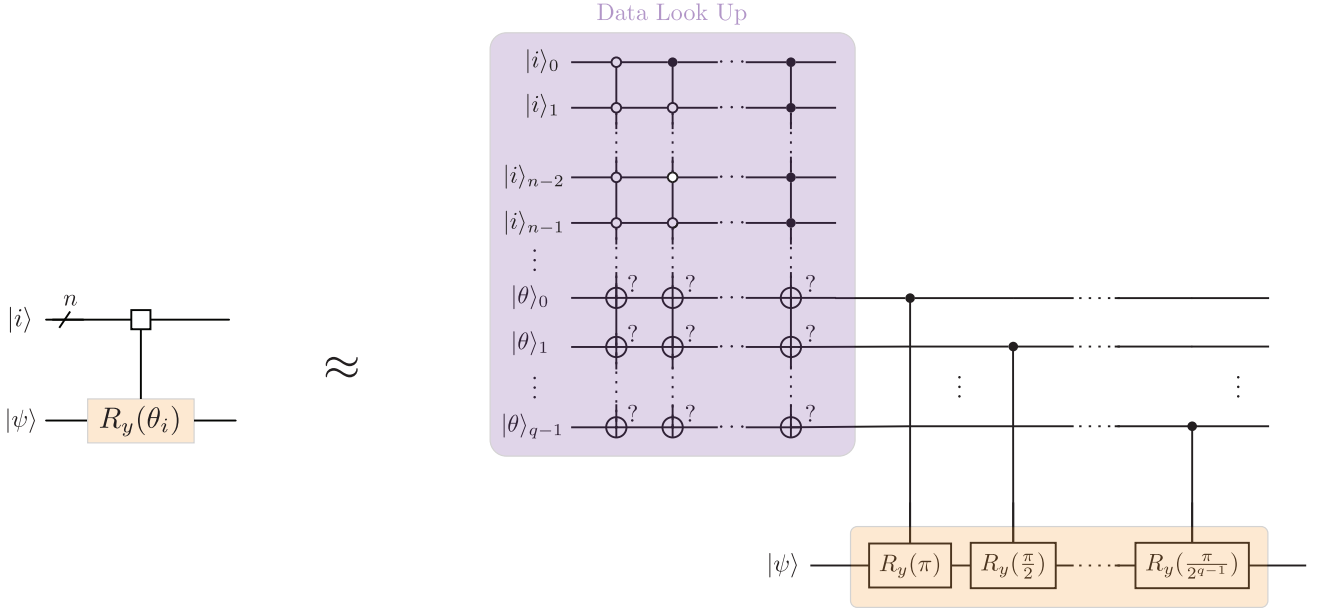 Data Look Up
|i⟩₀
|i⟩₁
|i⟩ₙ₋₂
|i⟩ₙ₋₁
⋮
|θ⟩₀ ? ? ?
|θ⟩₁ ? ? ?
⋮
|θ⟩_{q−1} ? ? ?
n
|i⟩
≈
|ψ⟩ R_y(θ_i)
|ψ⟩ R_y(π) R_y(π/2) ····· R_y(π/2^{q−1})